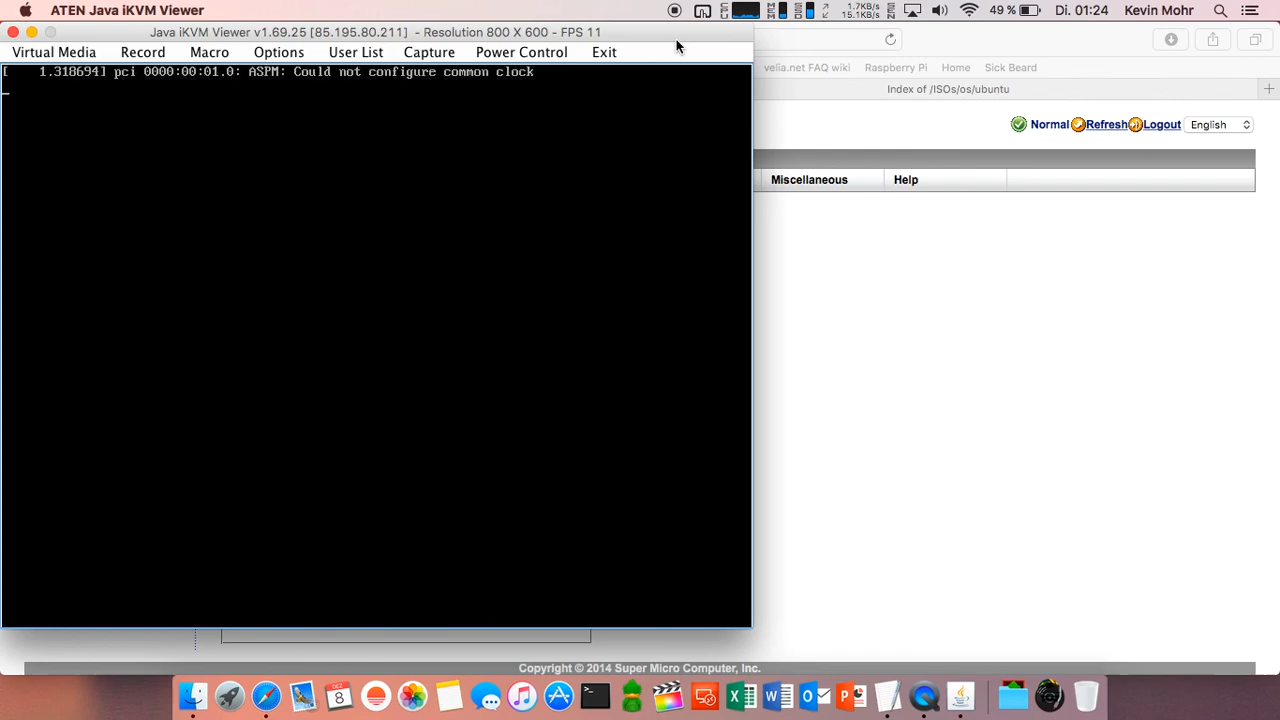 ATEN Java iKVM Viewer
1.7KB/s
15.1KB/s
49 %
Di. 01:24
Kevin Mohr
Java iKVM Viewer v1.69.25 [85.195.80.211] - Resolution 800 X 600 - FPS 11
Virtual Media
Record
Macro
Options
User List
Capture
Power Control
Exit
velia.net FAQ wiki
Raspberry Pi
Home
Sick Beard
[    1.318694] pci 0000:00:01.0: ASPM: Could not configure common clock
_
Index of /ISOs/os/ubuntu
Normal
Refresh
Logout
English
Miscellaneous
Help
Copyright © 2014 Super Micro Computer, Inc.
DEZ
8